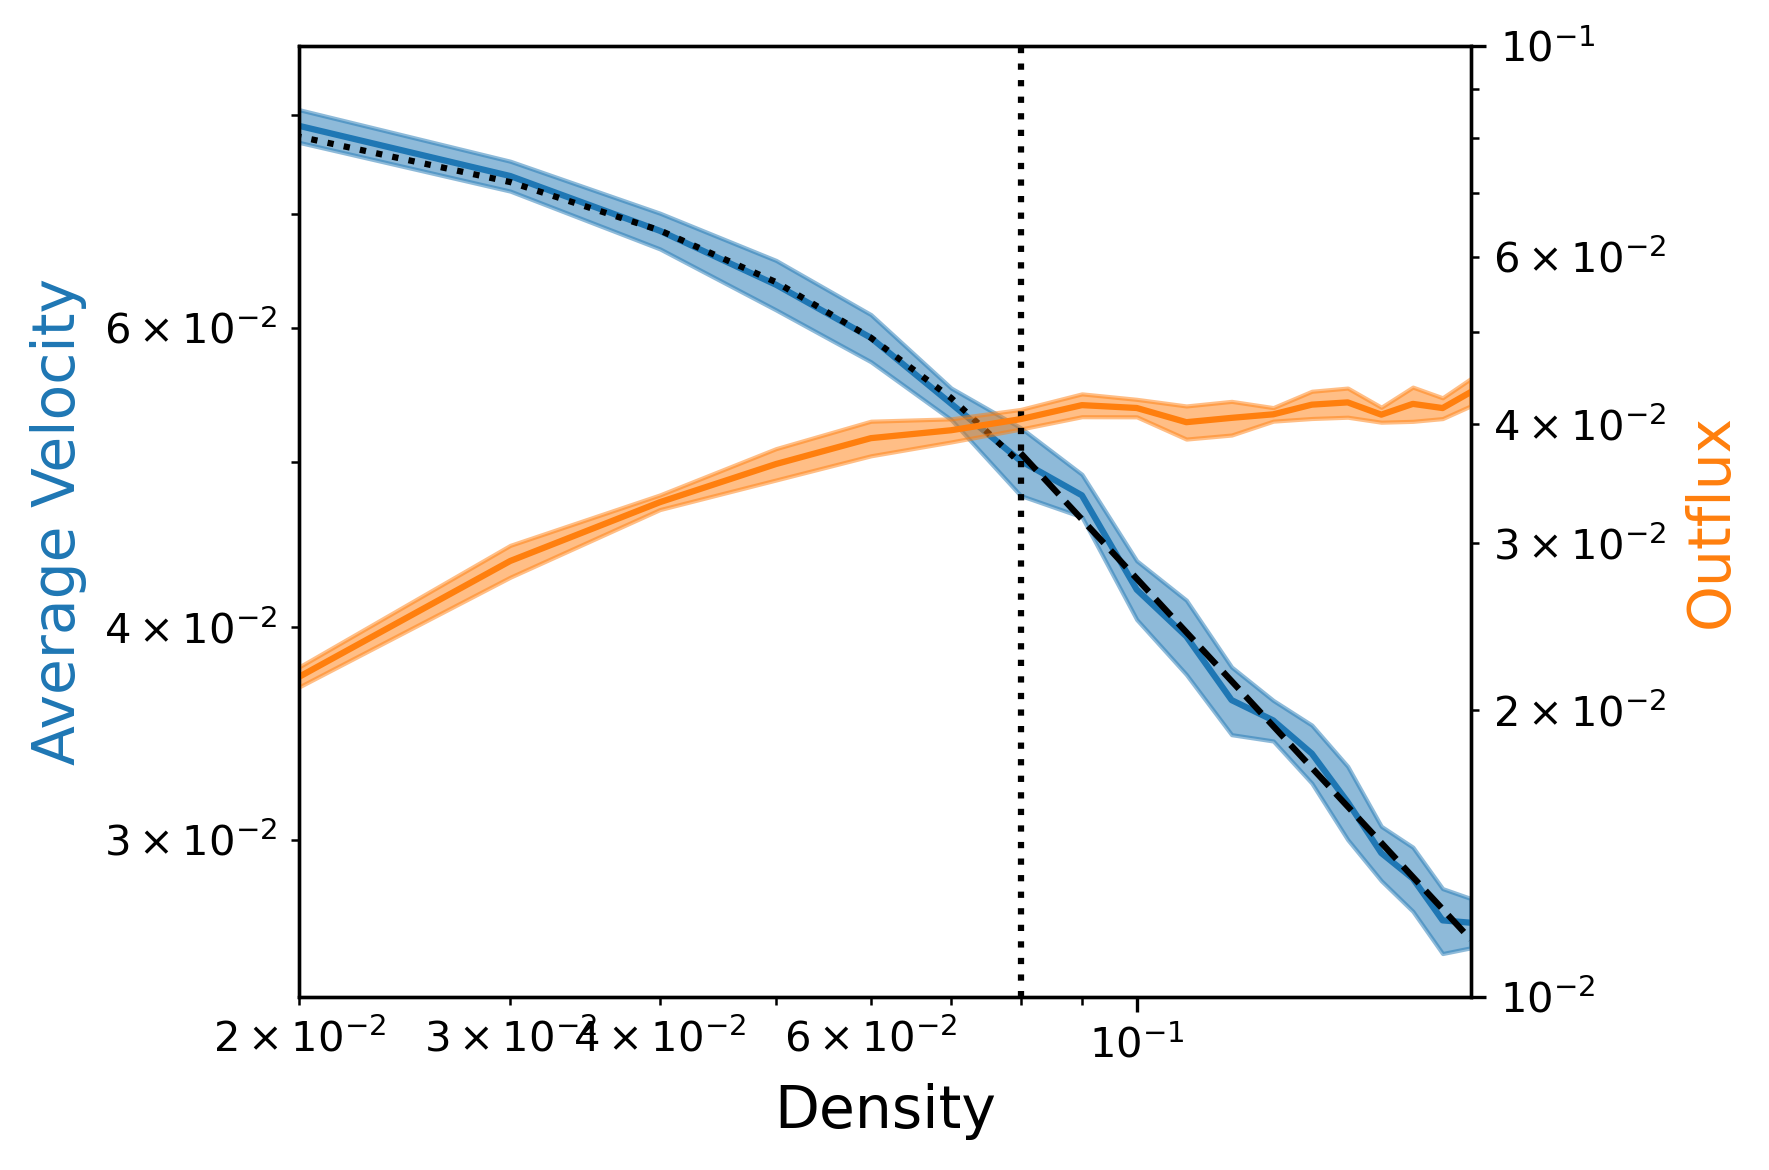 Average Velocity
6 × 10⁻²
4 × 10⁻²
3 × 10⁻²
10⁻¹
6 × 10⁻²
4 × 10⁻²
3 × 10⁻²
2 × 10⁻²
10⁻²
Outflux
2 × 10⁻² 3 × 10⁻² 4 × 10⁻² 6 × 10⁻² 10⁻¹
Density